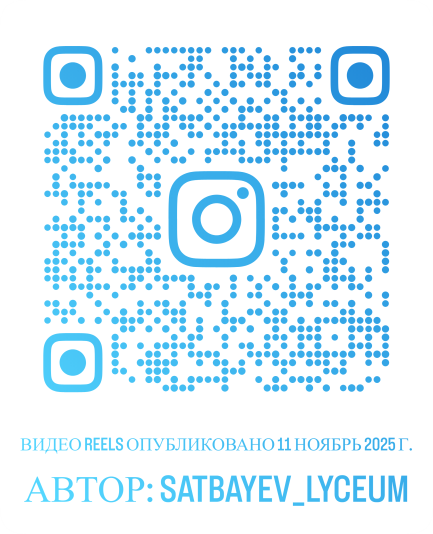 ВИДЕО REELS ОПУБЛИКОВАНО 11 НОЯБРЬ 2025 Г.
АВТОР: SATBAYEV_LYCEUM